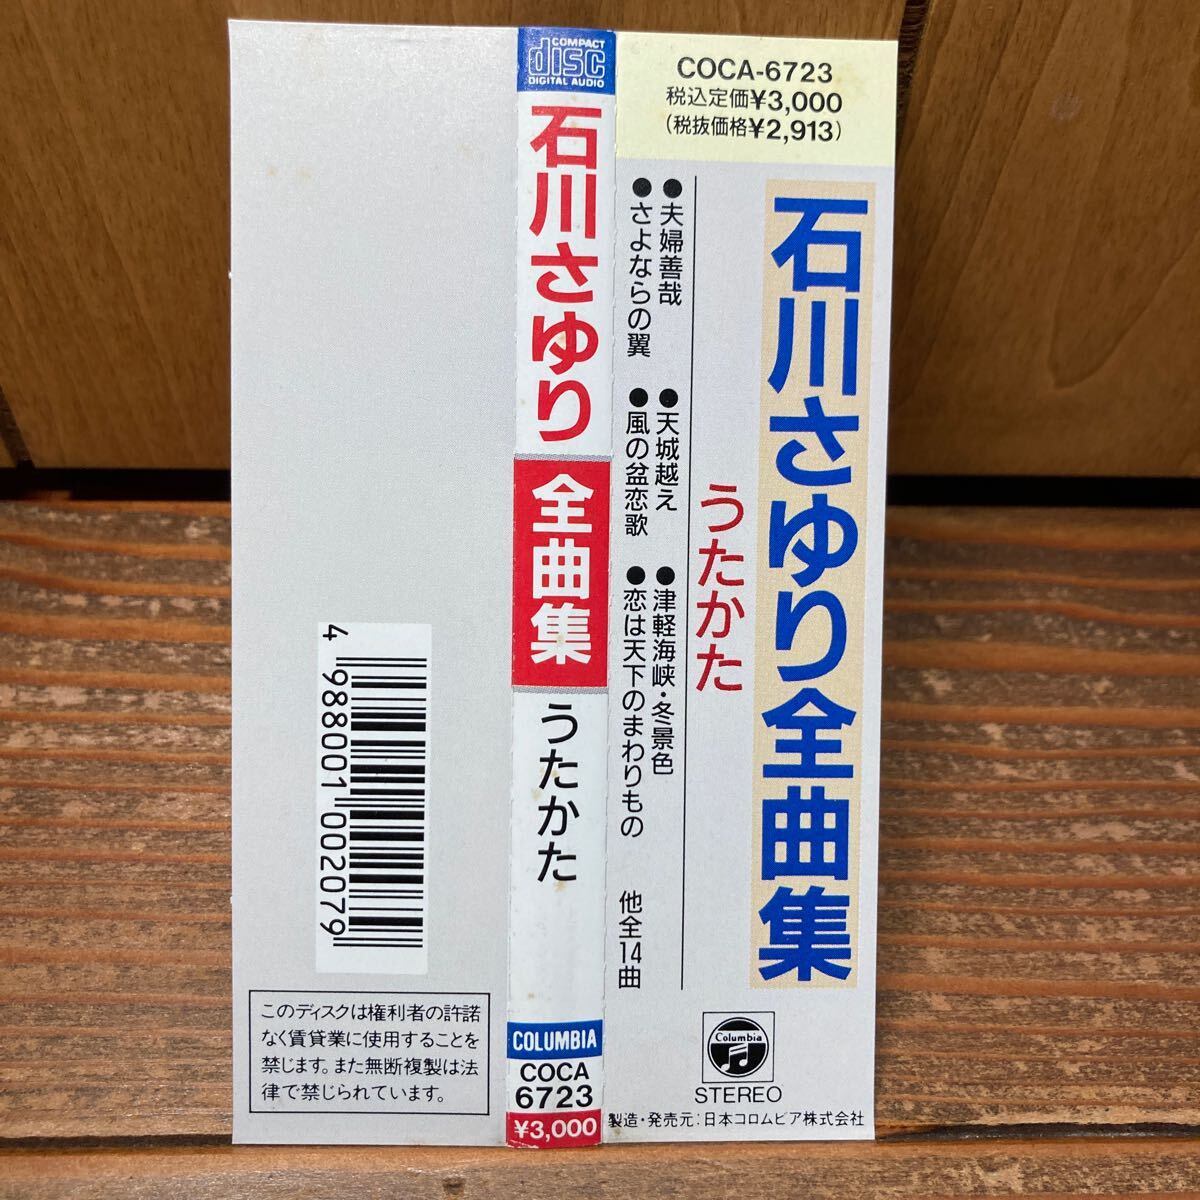 COCA-6723
税込定価¥3,000
(税抜価格¥2,913)
石川さゆり全曲集
うたかた
●夫婦善哉 ●天城越え ●津軽海峡・冬景色
●さよならの翼 ●風の盆恋歌 ●恋は天下のまわりもの 他全14曲
Columbia
STEREO
製造・発売元:日本コロムビア株式会社
COMPACT
disc
DIGITAL AUDIO
石川さゆり
全曲集
うたかた
COLUMBIA
COCA
6723
¥3,000
4 988001 002079
このディスクは権利者の許諾
なく賃貸業に使用することを
禁じます。また無断複製は法
律で禁じられています。